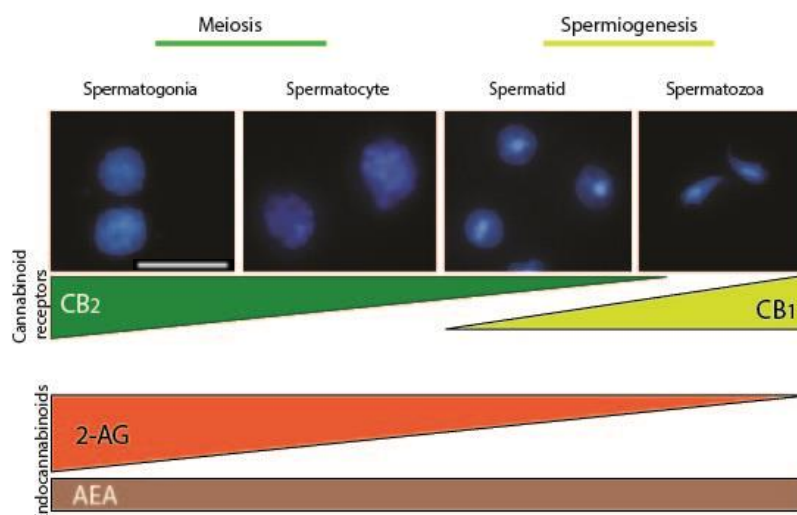 Meiosis
Spermiogenesis
Spermatogonia
Spermatocyte
Spermatid
Spermatozoa
Cannabinoid
receptors
CB2
CB1
ndocannabinoids
2-AG
AEA